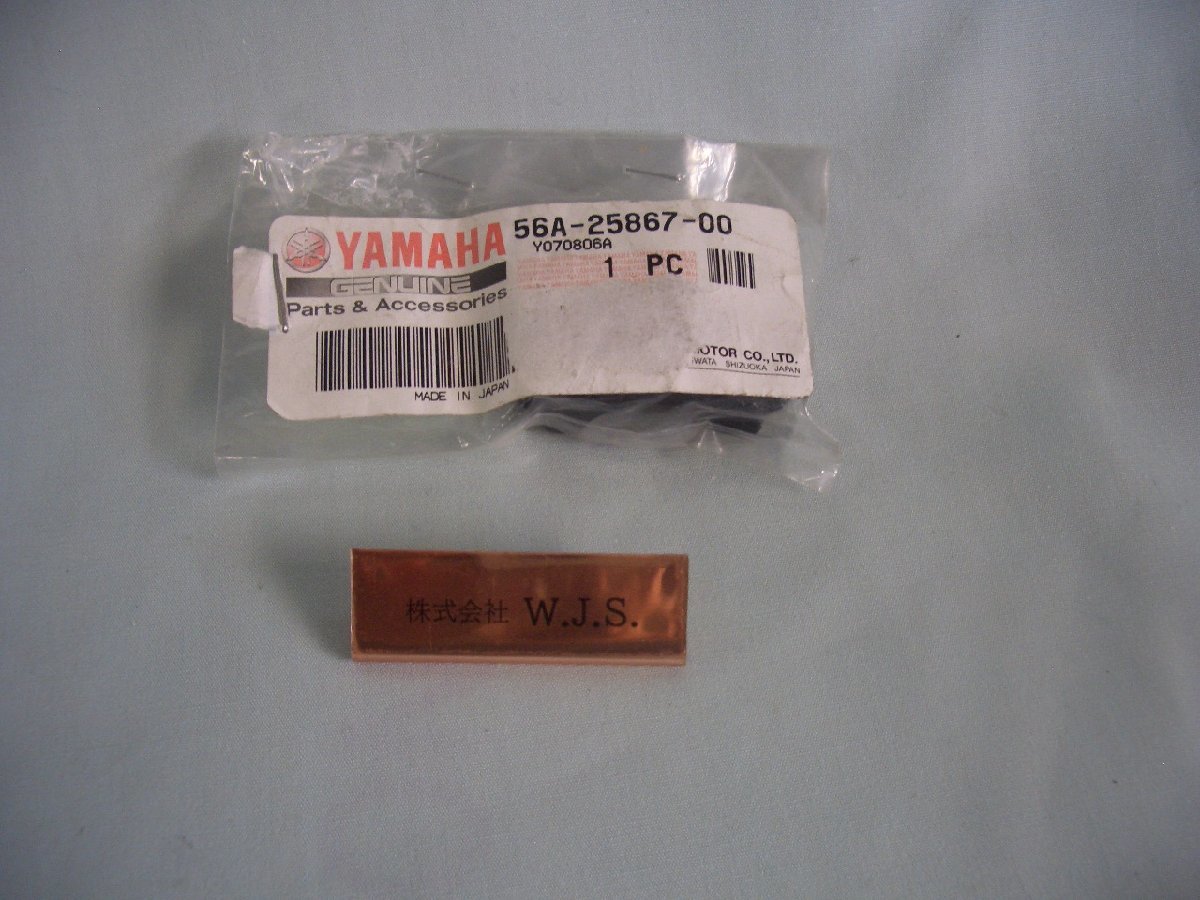 56A-25867-00
YAMAHA
Y070806A
1 PC
GENUINE
Parts & Accessories
MOTOR CO.,LTD.
IWATA SHIZUOKA JAPAN
MADE IN JAPAN
株式会社 W.J.S.